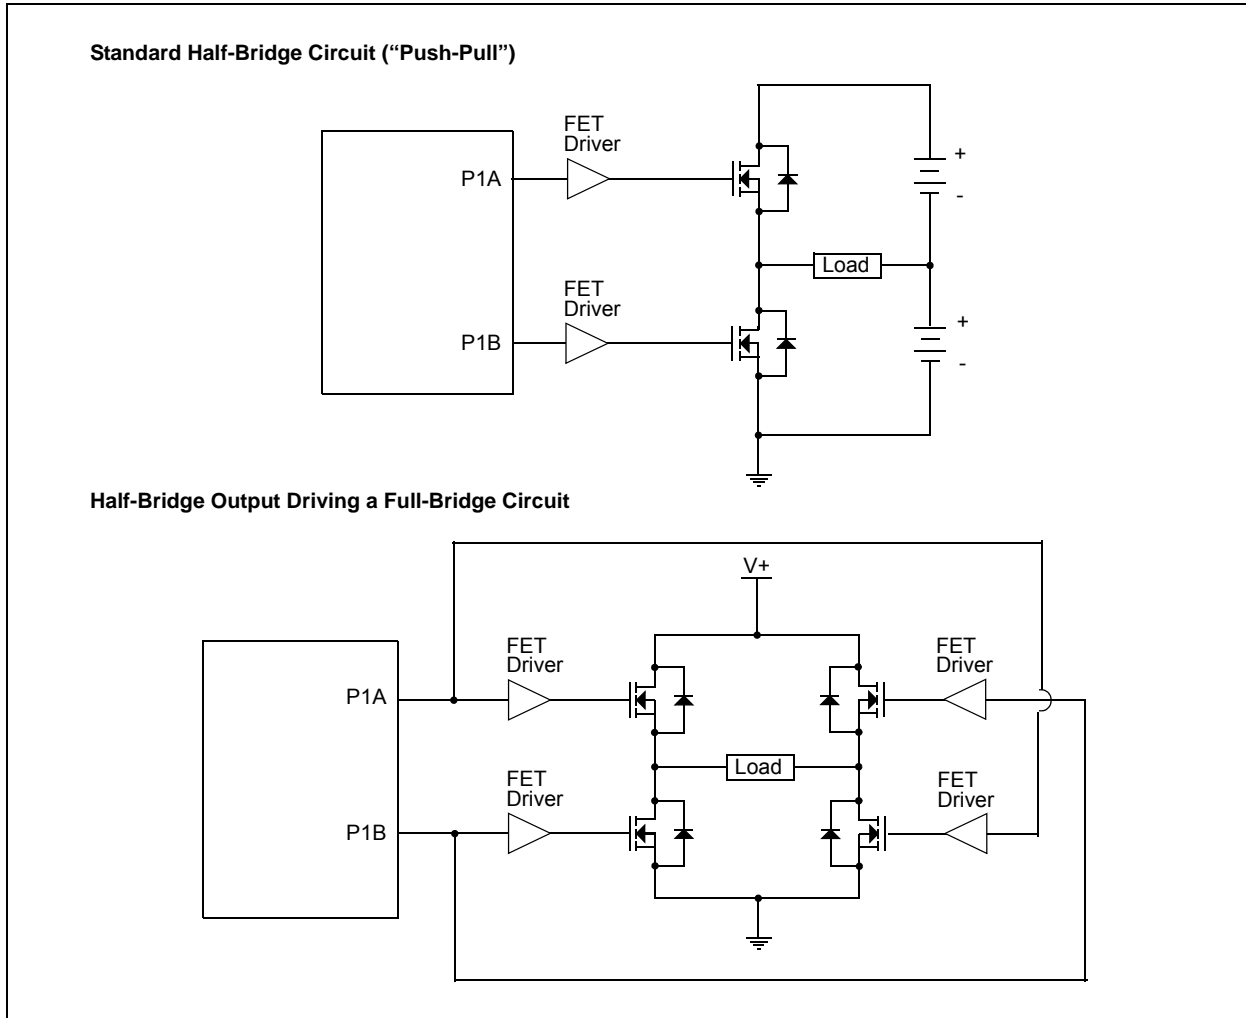 Standard Half-Bridge Circuit (“Push-Pull”)
FET
Driver
P1A
+
-
Load
FET
Driver
P1B
+
-
Half-Bridge Output Driving a Full-Bridge Circuit
V+
FET
Driver
FET
Driver
P1A
Load
FET
Driver
FET
Driver
P1B